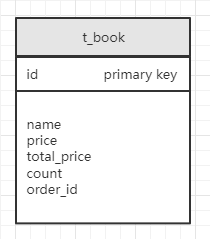 t_book
id primary key
name
price
total_price
count
order_id